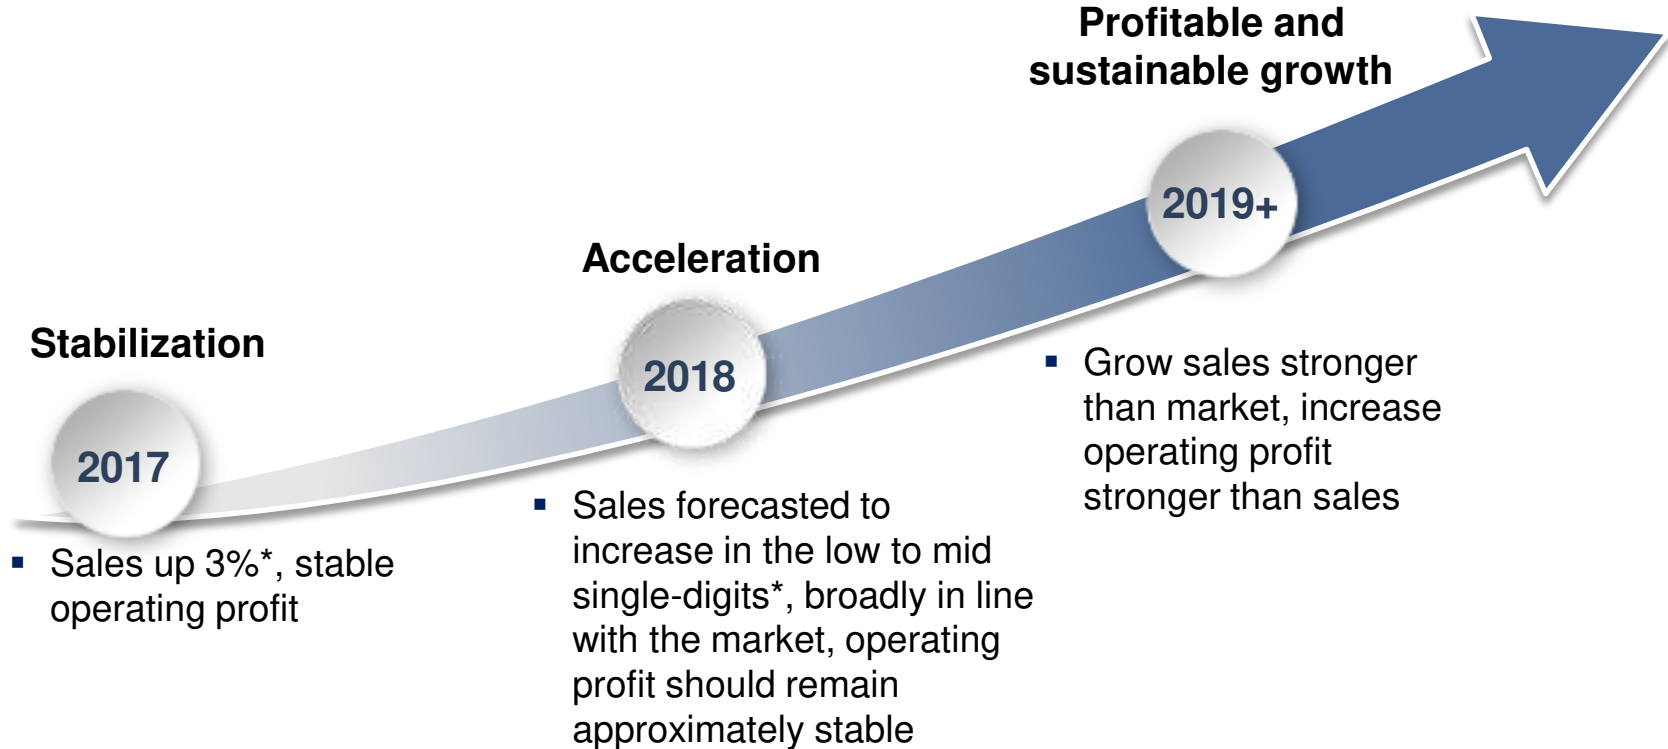 Stabilization
2017
Sales up 3%*, stable
operating profit
Acceleration
2018
Sales forecasted to
increase in the low to mid
single-digits*, broadly in line
with the market, operating
profit should remain
approximately stable
Profitable and
sustainable growth
2019+
Grow sales stronger
than market, increase
operating profit
stronger than sales